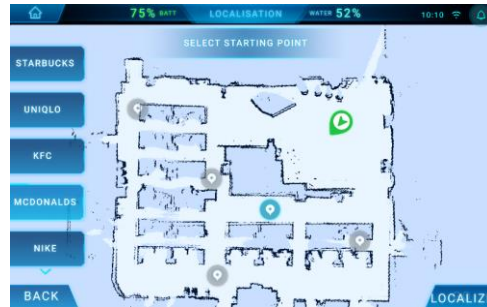 75% BATT LOCALISATION WATER 52% 10:10
SELECT STARTING POINT
STARBUCKS
UNIQLO
KFC
MCDONALDS
NIKE
BACK
LOCALIZ